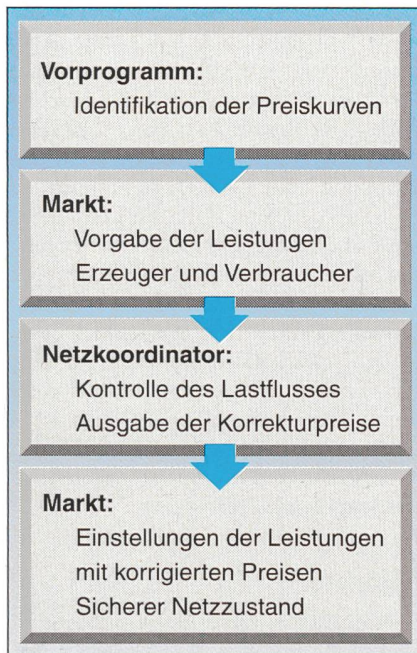 Vorprogramm:
Identifikation der Preiskurven
Markt:
Vorgabe der Leistungen
Erzeuger und Verbraucher
Netzkoordinator:
Kontrolle des Lastflusses
Ausgabe der Korrekturpreise
Markt:
Einstellungen der Leistungen
mit korrigierten Preisen
Sicherer Netzzustand